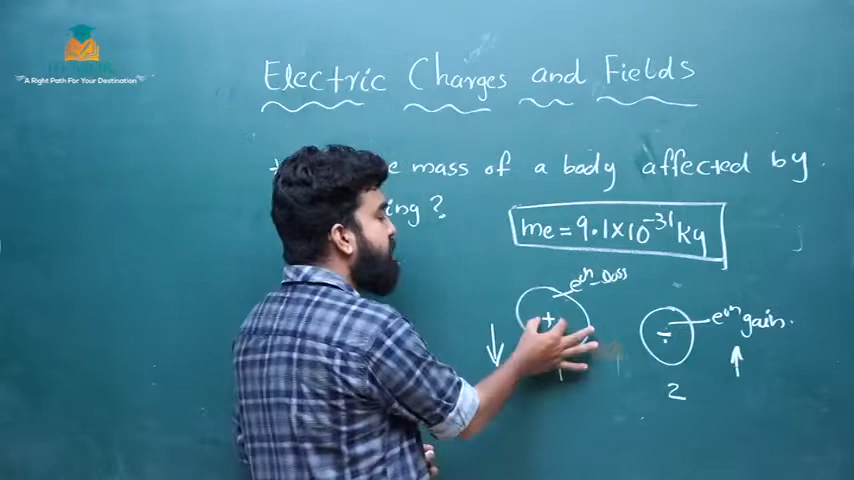 A Right Path For Your Destination
Electric Charges and Fields
mass of a body affected by
me = 9.1×10⁻³¹ kg
eⁿ-loss
+
eⁿ gain.
1
2